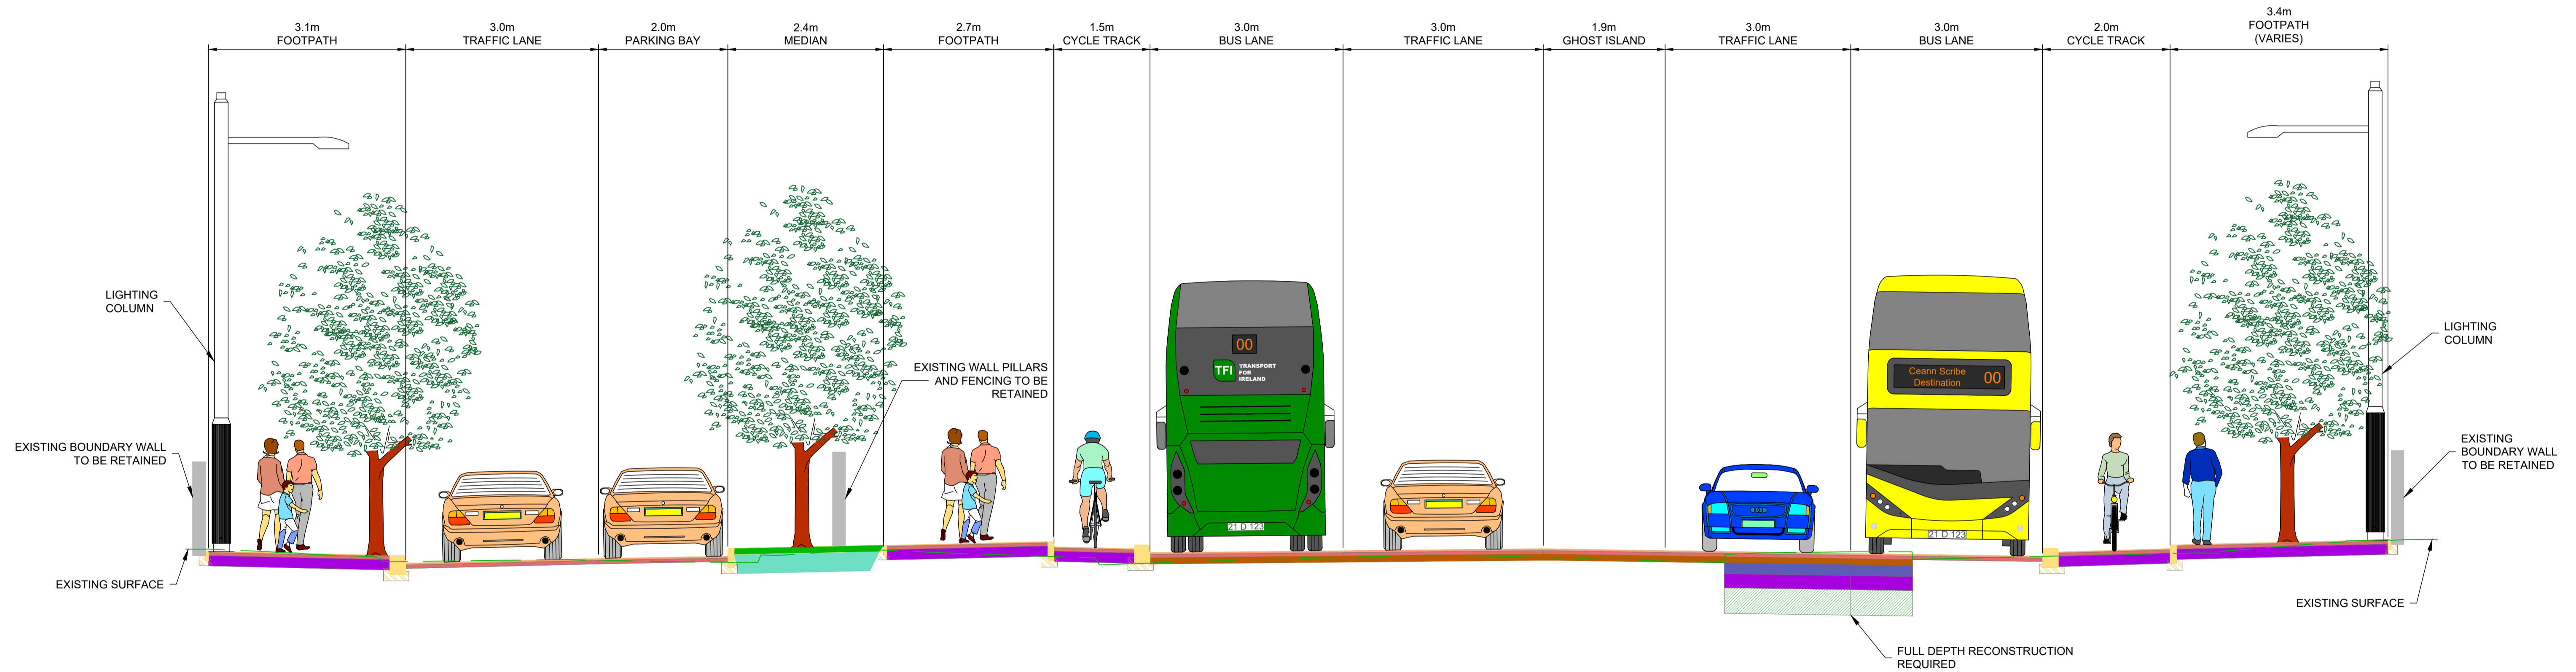 3.1m
FOOTPATH
3.0m
TRAFFIC LANE
2.0m
PARKING BAY
2.4m
MEDIAN
2.7m
FOOTPATH
1.5m
CYCLE TRACK
3.0m
BUS LANE
3.0m
TRAFFIC LANE
1.9m
GHOST ISLAND
3.0m
TRAFFIC LANE
3.0m
BUS LANE
2.0m
CYCLE TRACK
3.4m
FOOTPATH
(VARIES)
LIGHTING
COLUMN
EXISTING BOUNDARY WALL
TO BE RETAINED
EXISTING SURFACE
EXISTING WALL PILLARS
AND FENCING TO BE
RETAINED
00
TFI
TRANSPORT
FOR
IRELAND
21 D 123
Ceann Scribe
Destination
00
21 D 123
LIGHTING
COLUMN
EXISTING
BOUNDARY WALL
TO BE RETAINED
EXISTING SURFACE
FULL DEPTH RECONSTRUCTION
REQUIRED